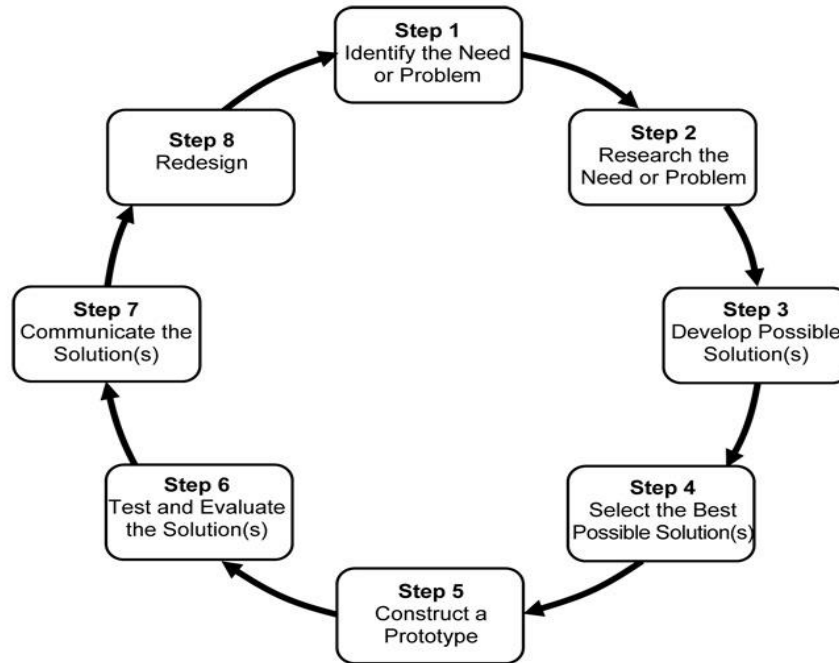 Step 1
Identify the Need
or Problem
Step 2
Research the
Need or Problem
Step 3
Develop Possible
Solution(s)
Step 4
Select the Best
Possible Solution(s)
Step 5
Construct a
Prototype
Step 6
Test and Evaluate
the Solution(s)
Step 7
Communicate the
Solution(s)
Step 8
Redesign